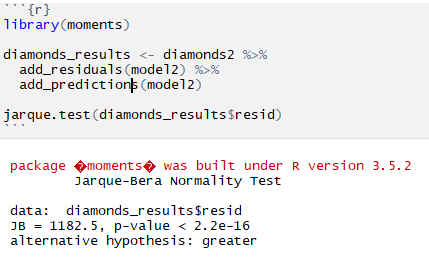 ```{r}
library(moments)
diamonds_results <- diamonds2 %>%
  add_residuals(model2) %>%
  add_predictions(model2)
jarque.test(diamonds_results$resid)
```
package �moments� was built under R version 3.5.2
        Jarque-Bera Normality Test
data:  diamonds_results$resid
JB = 1182.5, p-value < 2.2e-16
alternative hypothesis: greater